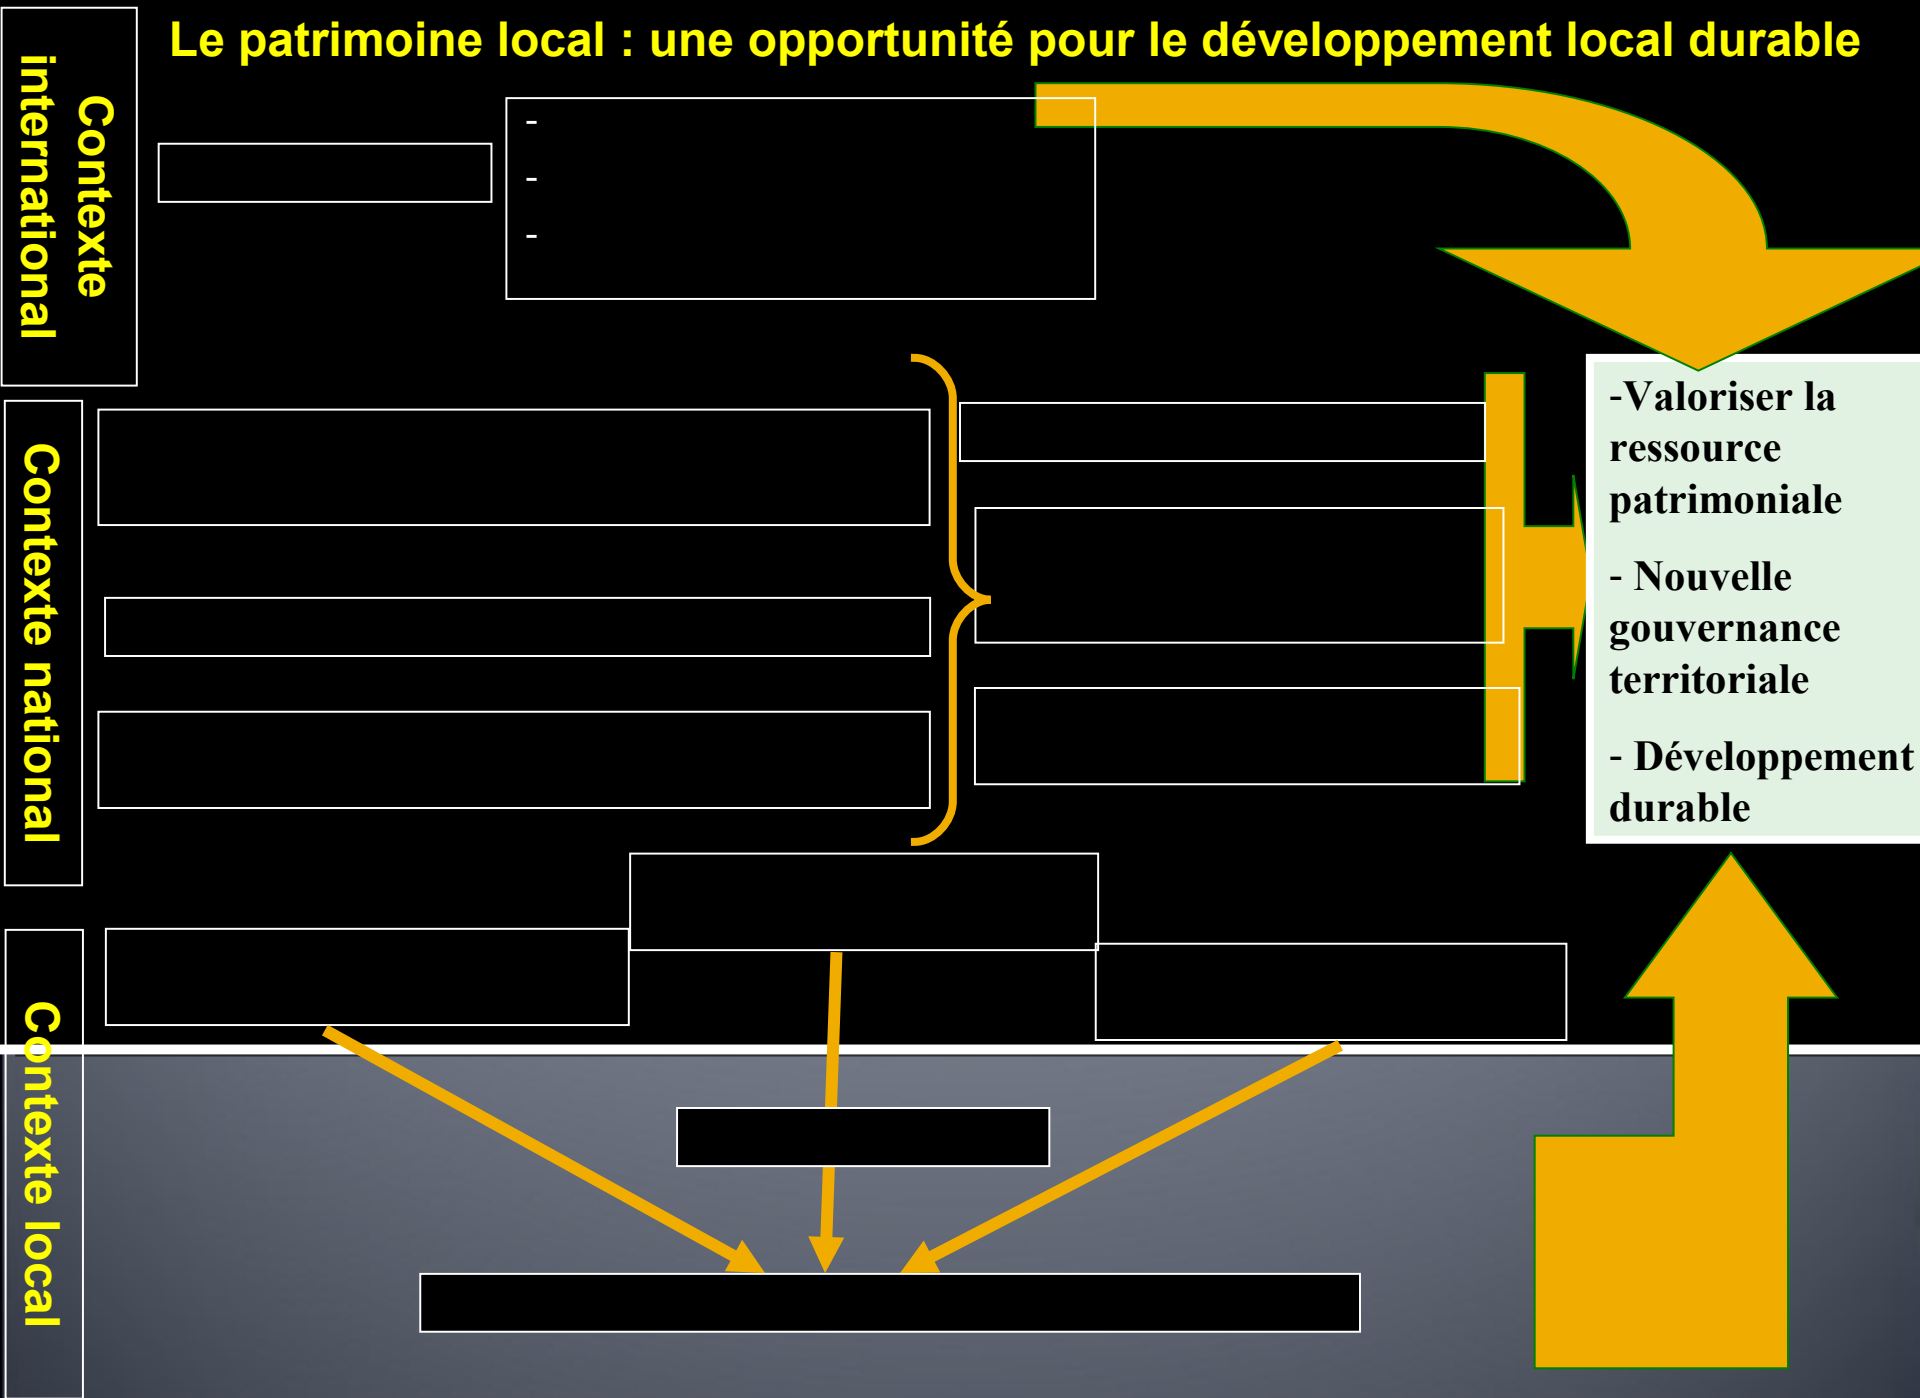 Le patrimoine local : une opportunité pour le développement local durable
Contexte
international
-
-
-
Contexte national
-Valoriser la
ressource
patrimoniale
- Nouvelle
gouvernance
territoriale
- Développement
durable
Contexte local